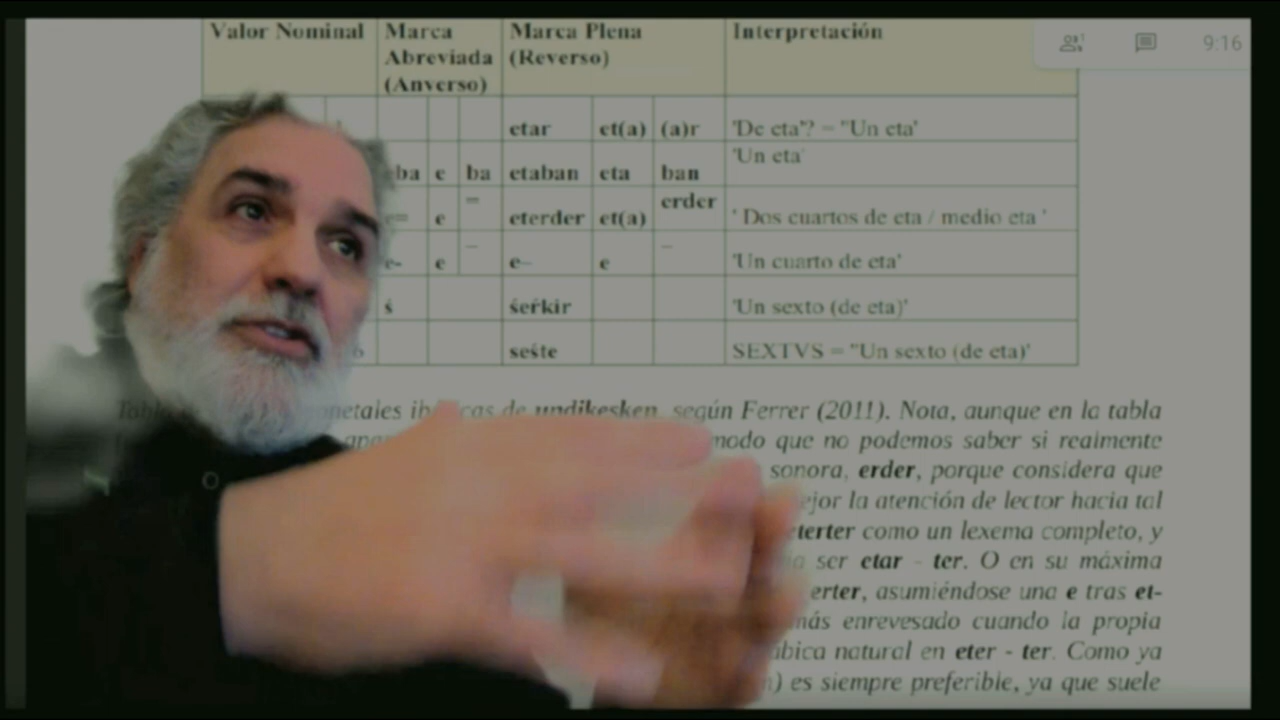 Valor Nominal Marca Abreviada (Anverso) Marca Plena (Reverso) Interpretación
9:16
etar et(a) (a)r 'De eta'? = "Un eta'
ba e ba etaban eta ban 'Un eta'
e= e = eterder et(a) erder ' Dos cuartos de eta / medio eta '
e- e – e– e – 'Un cuarto de eta'
ś śeŕkir 'Un sexto (de eta)'
seśte SEXTVS = "Un sexto (de eta)'
de undikesken, según Ferrer (2011). Nota, aunque en la tabla
modo que no podemos saber si realmente
sonora, erder, porque considera que
la atención de lector hacia tal
como un lexema completo, y
ser etar - ter. O en su máxima
erter, asumiéndose una e tras et-
más enrevesado cuando la propia
natural en eter - ter. Como ya
) es siempre preferible, ya que suele